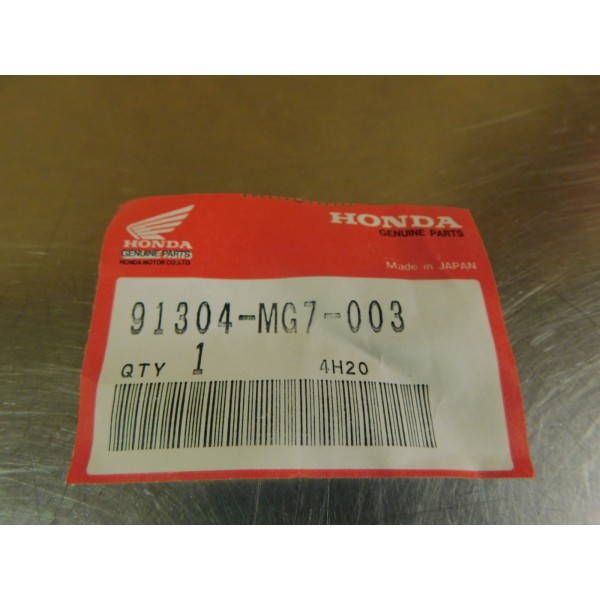 HONDA
GENUINE PARTS
HONDA MOTOR CO.,LTD.
HONDA
GENUINE PARTS
Made in JAPAN
91304-MG7-003
QTY 1 4H20